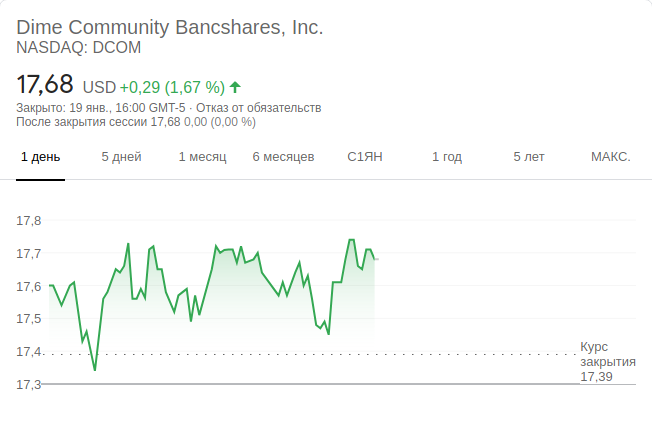 Dime Community Bancshares, Inc.
NASDAQ: DCOM
17,68 USD +0,29 (1,67 %)
Закрыто: 19 янв., 16:00 GMT-5 · Отказ от обязательств
После закрытия сессии 17,68 0,00 (0,00 %)
1 день 5 дней 1 месяц 6 месяцев С1ЯН 1 год 5 лет МАКС.
17,8
17,7
17,6
17,5
17,4
17,3
Курс
закрытия
17,39